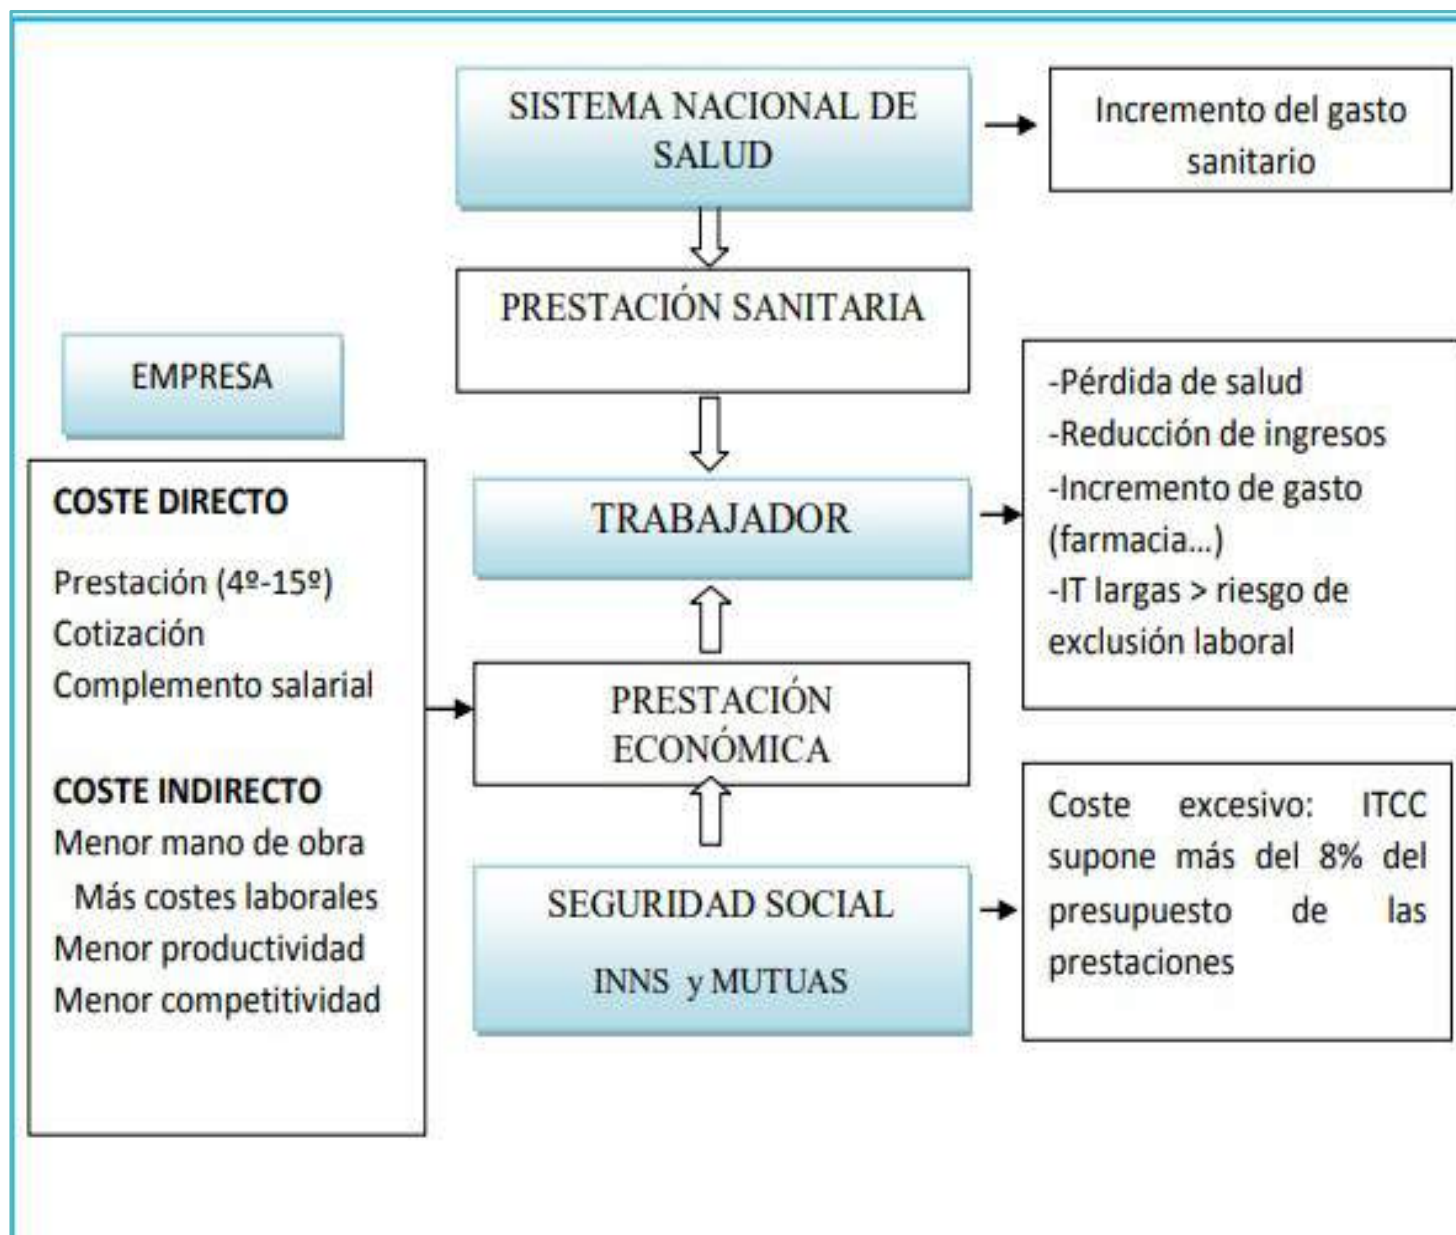 SISTEMA NACIONAL DE
SALUD
Incremento del gasto
sanitario
PRESTACIÓN SANITARIA
EMPRESA
COSTE DIRECTO
Prestación (4º-15º)
Cotización
Complemento salarial
COSTE INDIRECTO
Menor mano de obra
Más costes laborales
Menor productividad
Menor competitividad
TRABAJADOR
-Pérdida de salud
-Reducción de ingresos
-Incremento de gasto
(farmacia...)
-IT largas > riesgo de
exclusión laboral
PRESTACIÓN
ECONÓMICA
SEGURIDAD SOCIAL
INNS y MUTUAS
Coste excesivo: ITCC
supone más del 8% del
presupuesto de las
prestaciones